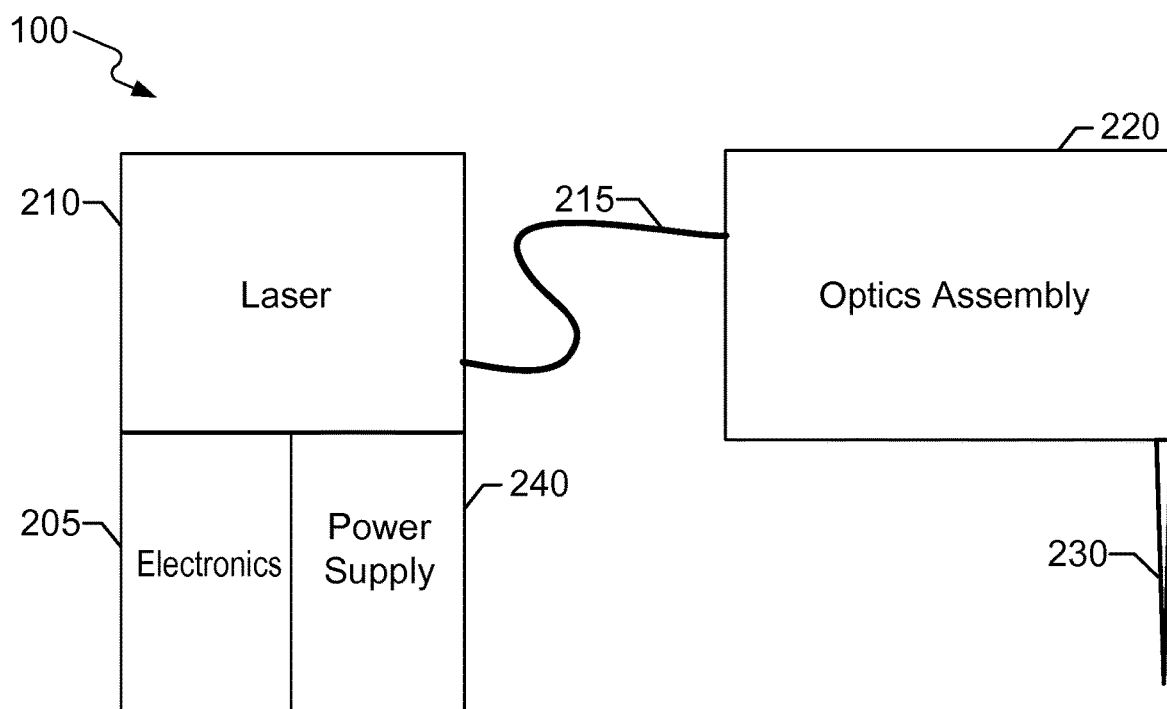 100
220
210
215
Laser
Optics Assembly
240
205
Power
Supply
Electronics
230